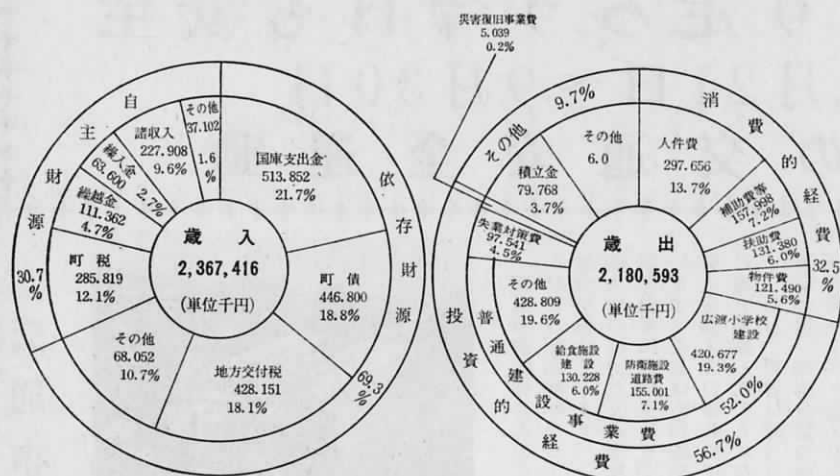 自主財源
30.7
%
依存財源
69.3
%
歳入
2,367,416
(単位千円)
国庫支出金
513.852
21.7%
町債
446.800
18.8%
地方交付税
428.151
18.1%
その他
68.052
10.7%
町税
285.819
12.1%
繰越金
111.362
4.7%
繰入金
63.600
2.7%
諸収入
227.908
9.6%
その他
37.102
1.6
%
災害復旧事業費
5.039
0.2%
消費的経費
32.5
%
投資的経費
56.7%
普通建設事業費
52.0%
その他
9.7%
歳出
2,180,593
(単位千円)
人件費
297.656
13.7%
補助費等
157.998
7.2%
扶助費
131.380
6.0%
物件費
121.490
5.6%
広渡小学校
建設
420.677
19.3%
防衛施設
道路費
155.001
7.1%
給食施設
建設
130.228
6.0%
その他
428.809
19.6%
失業対策費
97.541
4.5%
積立金
79.768
3.7%
その他
6.0